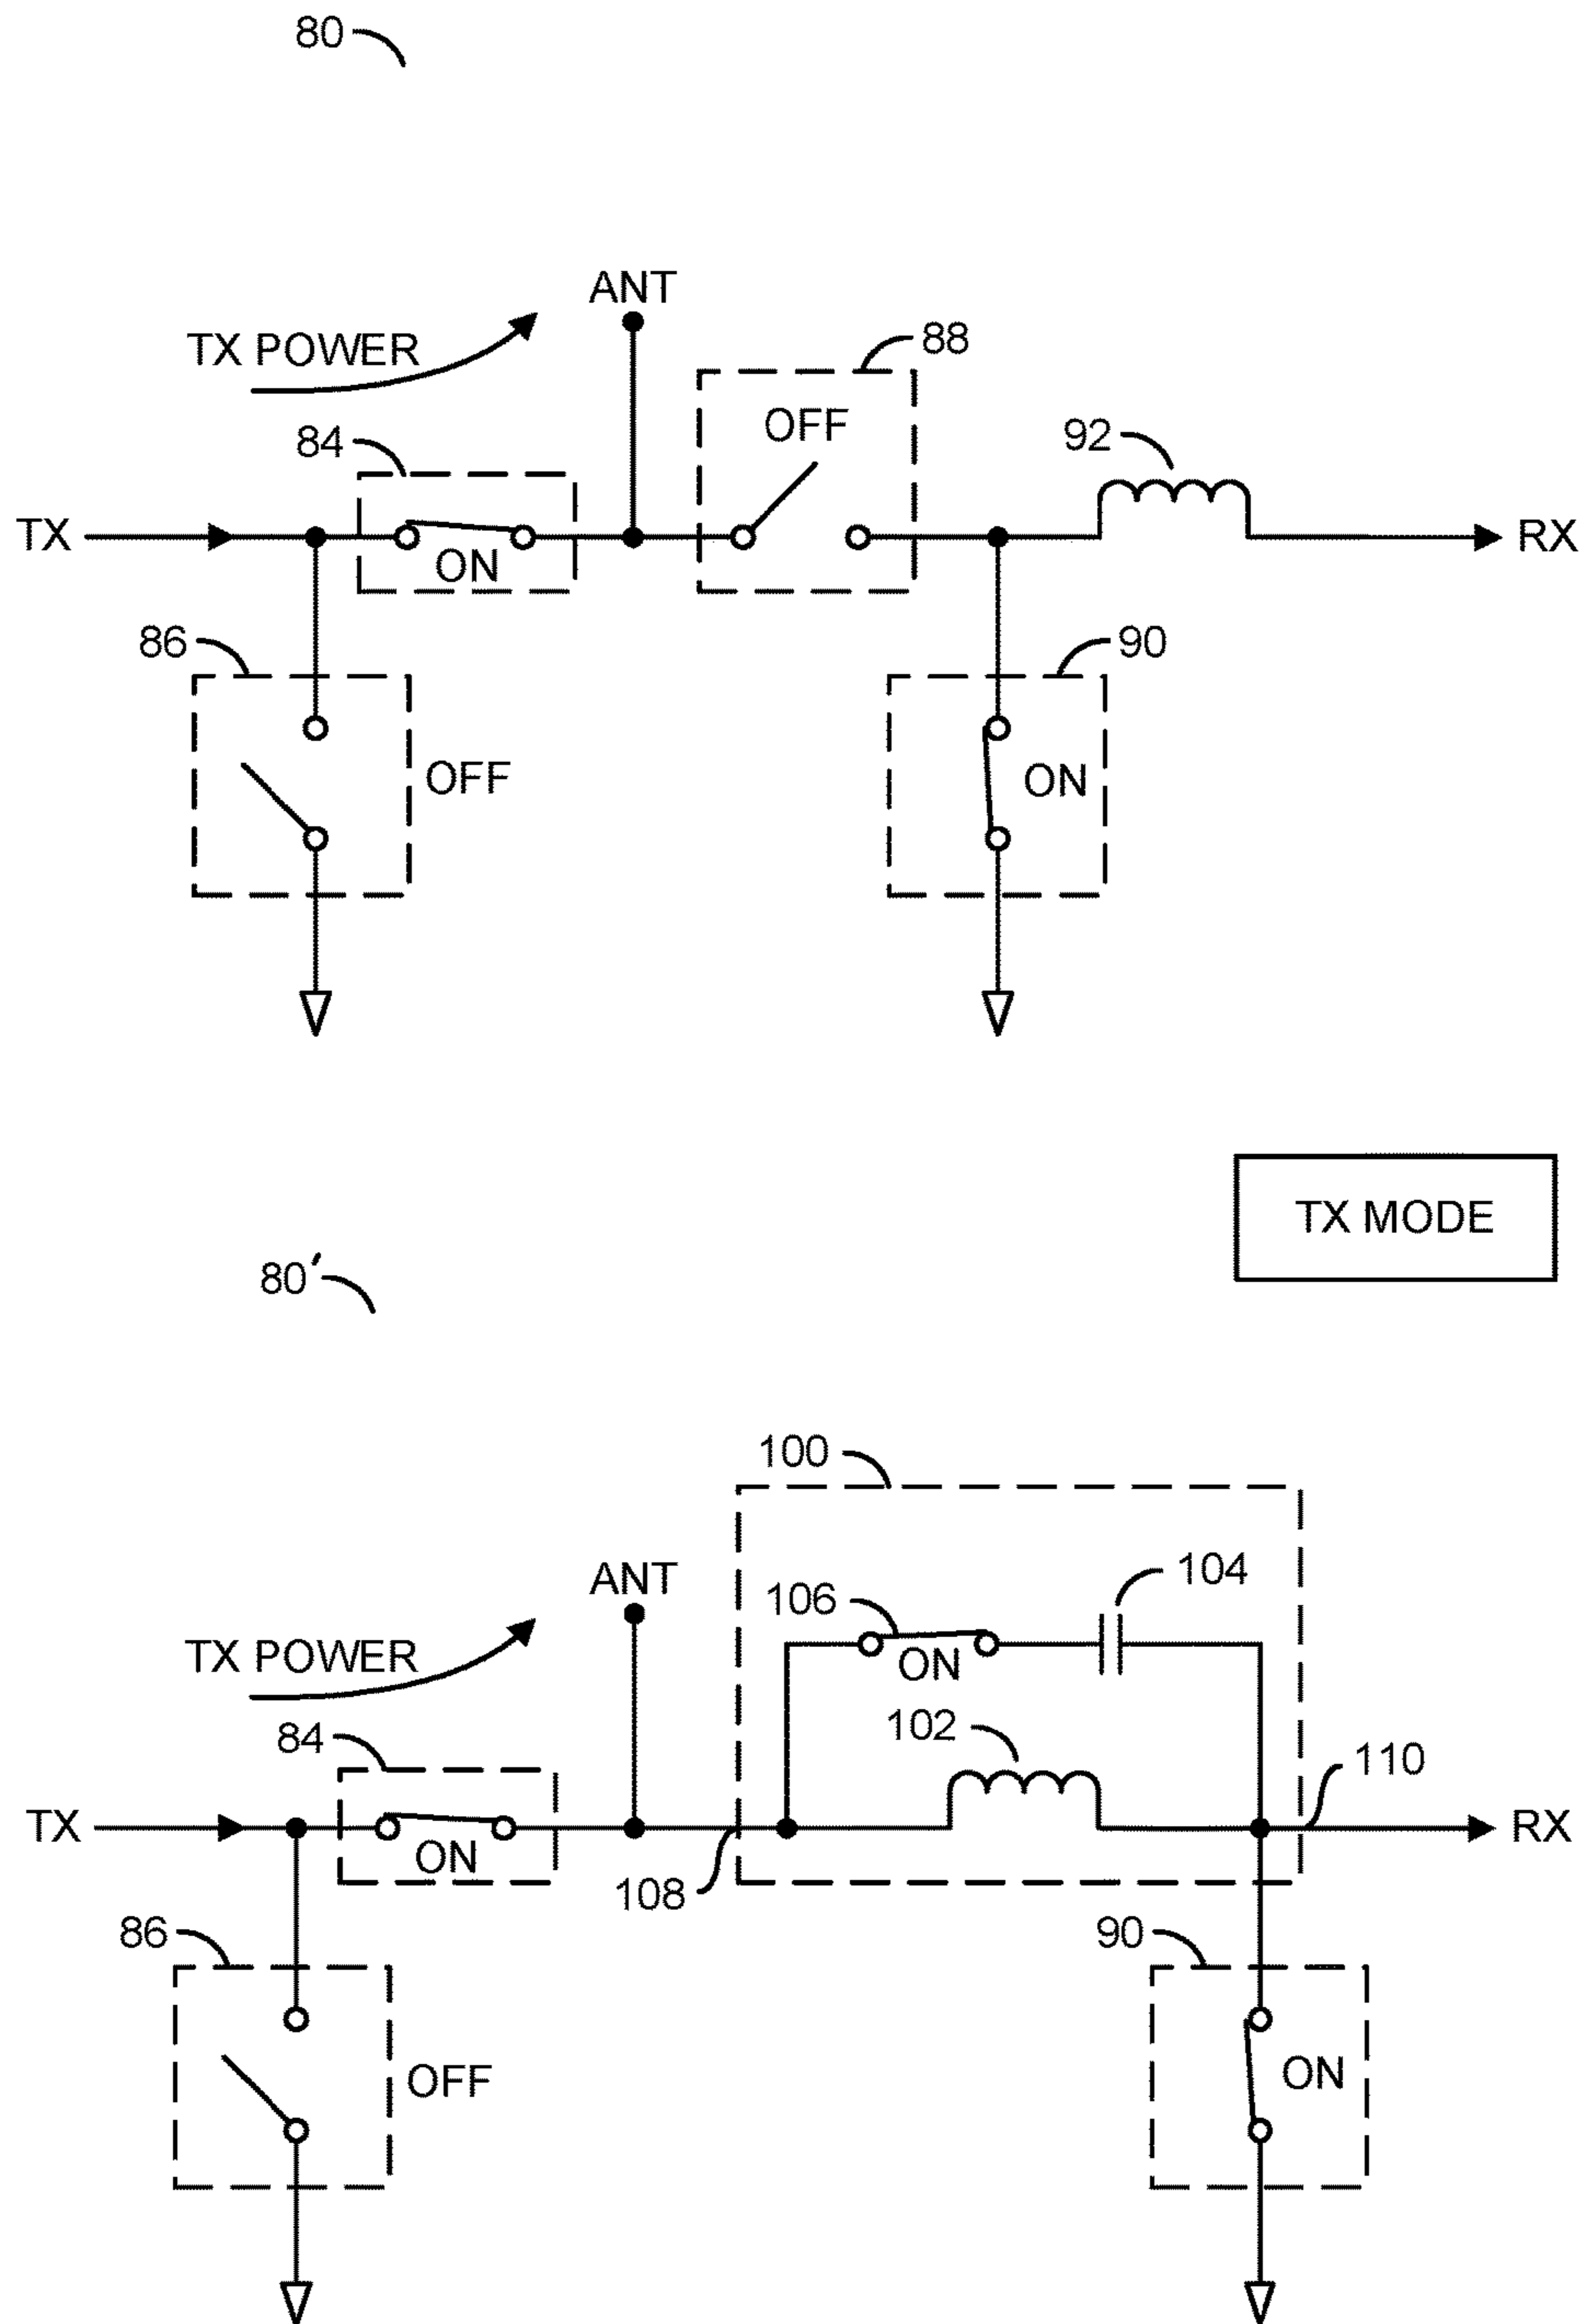 80
ANT
TX POWER
88
OFF
84
92
TX
ON
RX
86
90
OFF
ON
TX MODE
80′
100
ANT
104
106
TX POWER
ON
102
84
110
TX
RX
ON
108
86
90
OFF
ON